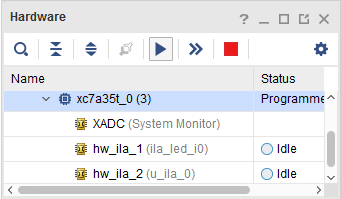 Hardware
Name Status
xc7a35t_0 (3) Programme
XADC (System Monitor)
hw_ila_1 (ila_led_i0) Idle
hw_ila_2 (u_ila_0) Idle